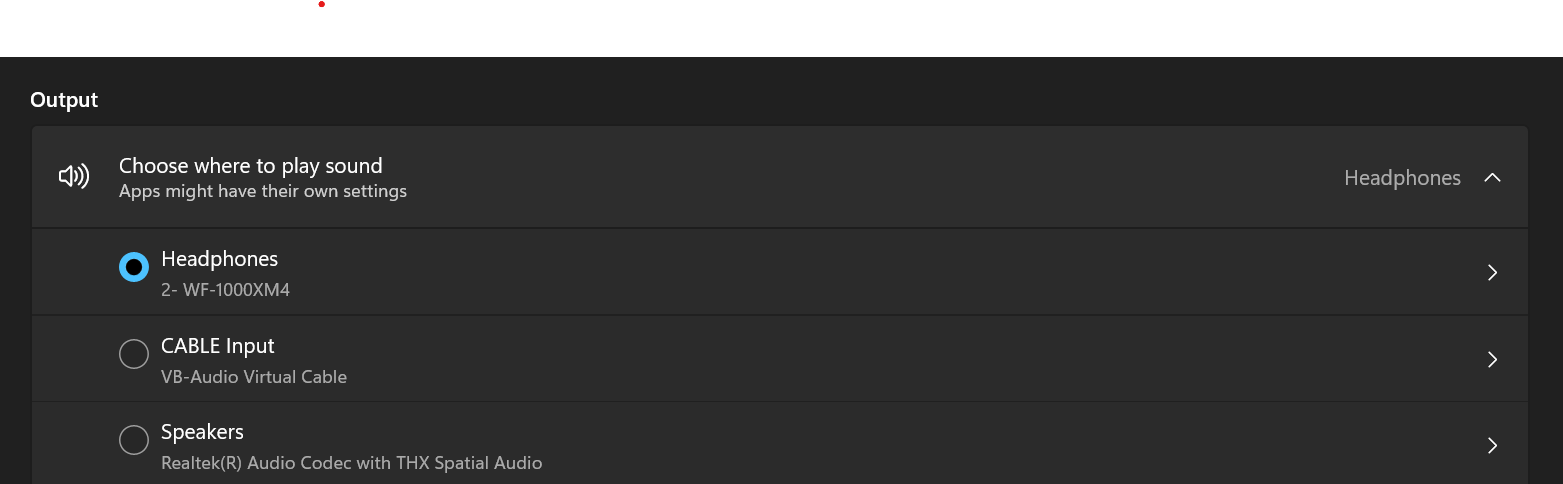 Output
Choose where to play sound
Apps might have their own settings
Headphones
Headphones
2- WF-1000XM4
CABLE Input
VB-Audio Virtual Cable
Speakers
Realtek(R) Audio Codec with THX Spatial Audio